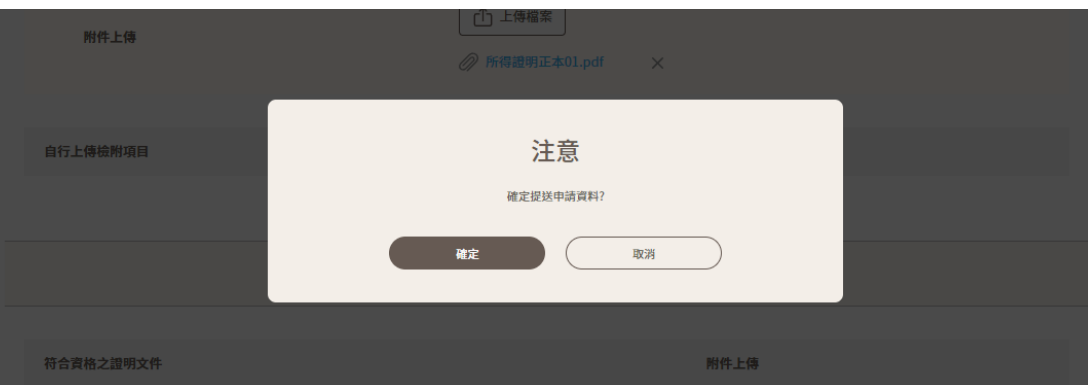 上傳檔案
附件上傳
所得證明正本01.pdf
自行上傳檢附項目
注意
確定提送申請資料?
確定
取消
符合資格之證明文件
附件上傳